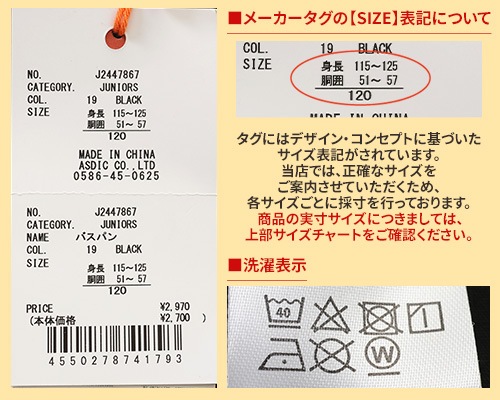 NO. J2447867
CATEGORY. JUNIORS
COL. 19 BLACK
SIZE 身長 115~125
胴囲 51~ 57
120
MADE IN CHINA
ASDIC CO.,LTD
0586-45-0625
NO. J2447867
CATEGORY. JUNIORS
NAME バスパン
COL. 19 BLACK
SIZE 身長 115~125
胴囲 51~ 57
120
PRICE ¥2,970
(本体価格 ¥2,700 )
4550278741793
■メーカータグの【SIZE】表記について
COL. 19 BLACK
SIZE 身長 115~125
胴囲 51~ 57
120
MADE IN CHINA
タグにはデザイン・コンセプトに基づいた
サイズ表記がされています。
当店では、正確なサイズを
ご案内させていただくため、
各サイズごとに採寸を行っております。
商品の実寸サイズにつきましては、
上部サイズチャートをご確認ください。
■洗濯表示
40
W